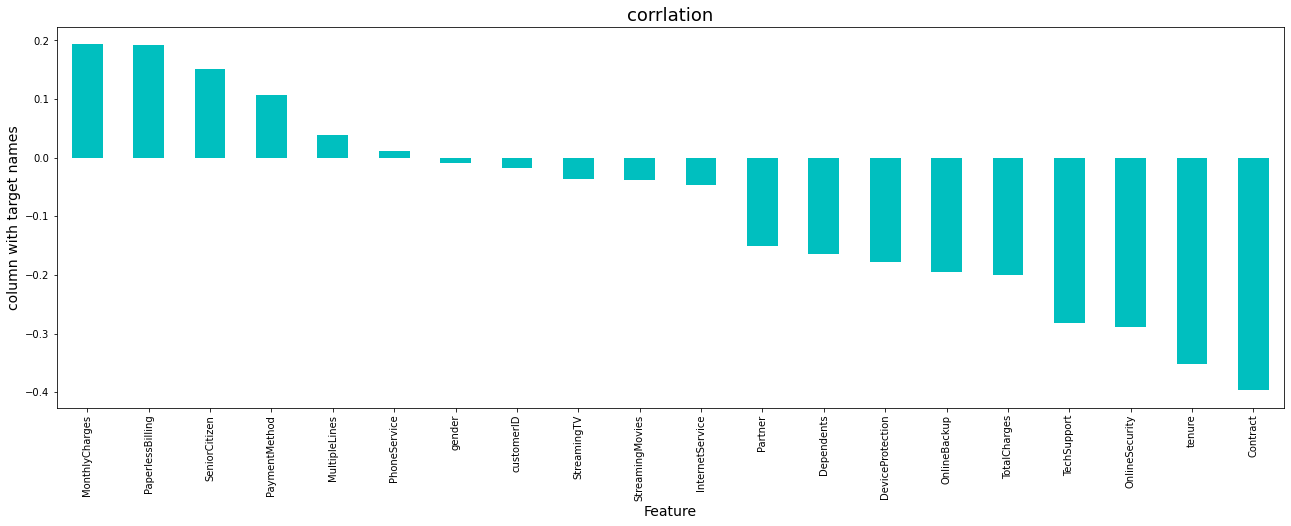 corrlation
column with target names
0.2
0.1
0.0
−0.1
−0.2
−0.3
−0.4
MonthlyCharges
PaperlessBilling
SeniorCitizen
PaymentMethod
MultipleLines
PhoneService
gender
customerID
StreamingTV
StreamingMovies
InternetService
Partner
Dependents
DeviceProtection
OnlineBackup
TotalCharges
TechSupport
OnlineSecurity
tenure
Contract
Feature